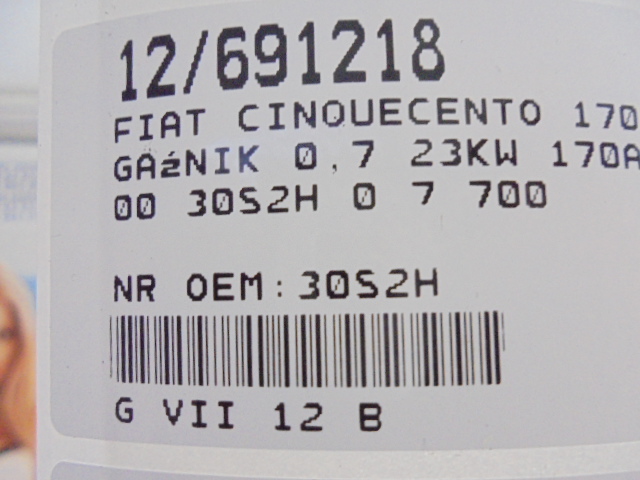 12/691218
FIAT CINQUECENTO 170
GAźNIK 0,7 23KW 170A
00 30S2H 0 7 700
NR OEM: 30S2H
G VII 12 B